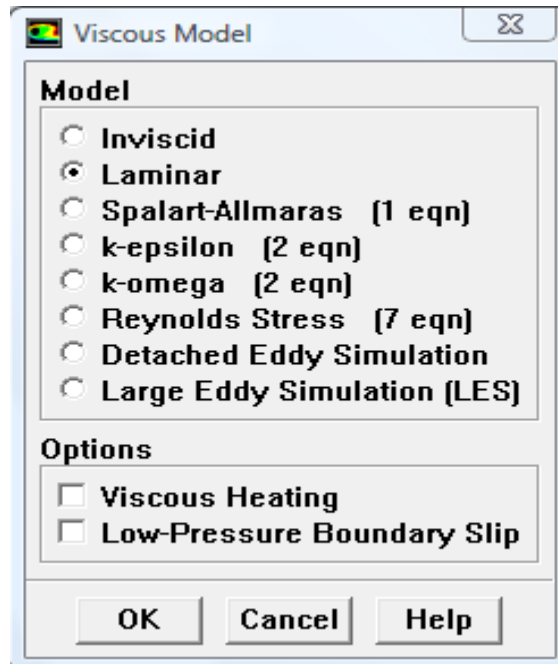 Viscous Model
Model
Inviscid
Laminar
Spalart-Allmaras (1 eqn)
k-epsilon (2 eqn)
k-omega (2 eqn)
Reynolds Stress (7 eqn)
Detached Eddy Simulation
Large Eddy Simulation (LES)
Options
Viscous Heating
Low-Pressure Boundary Slip
OK Cancel Help